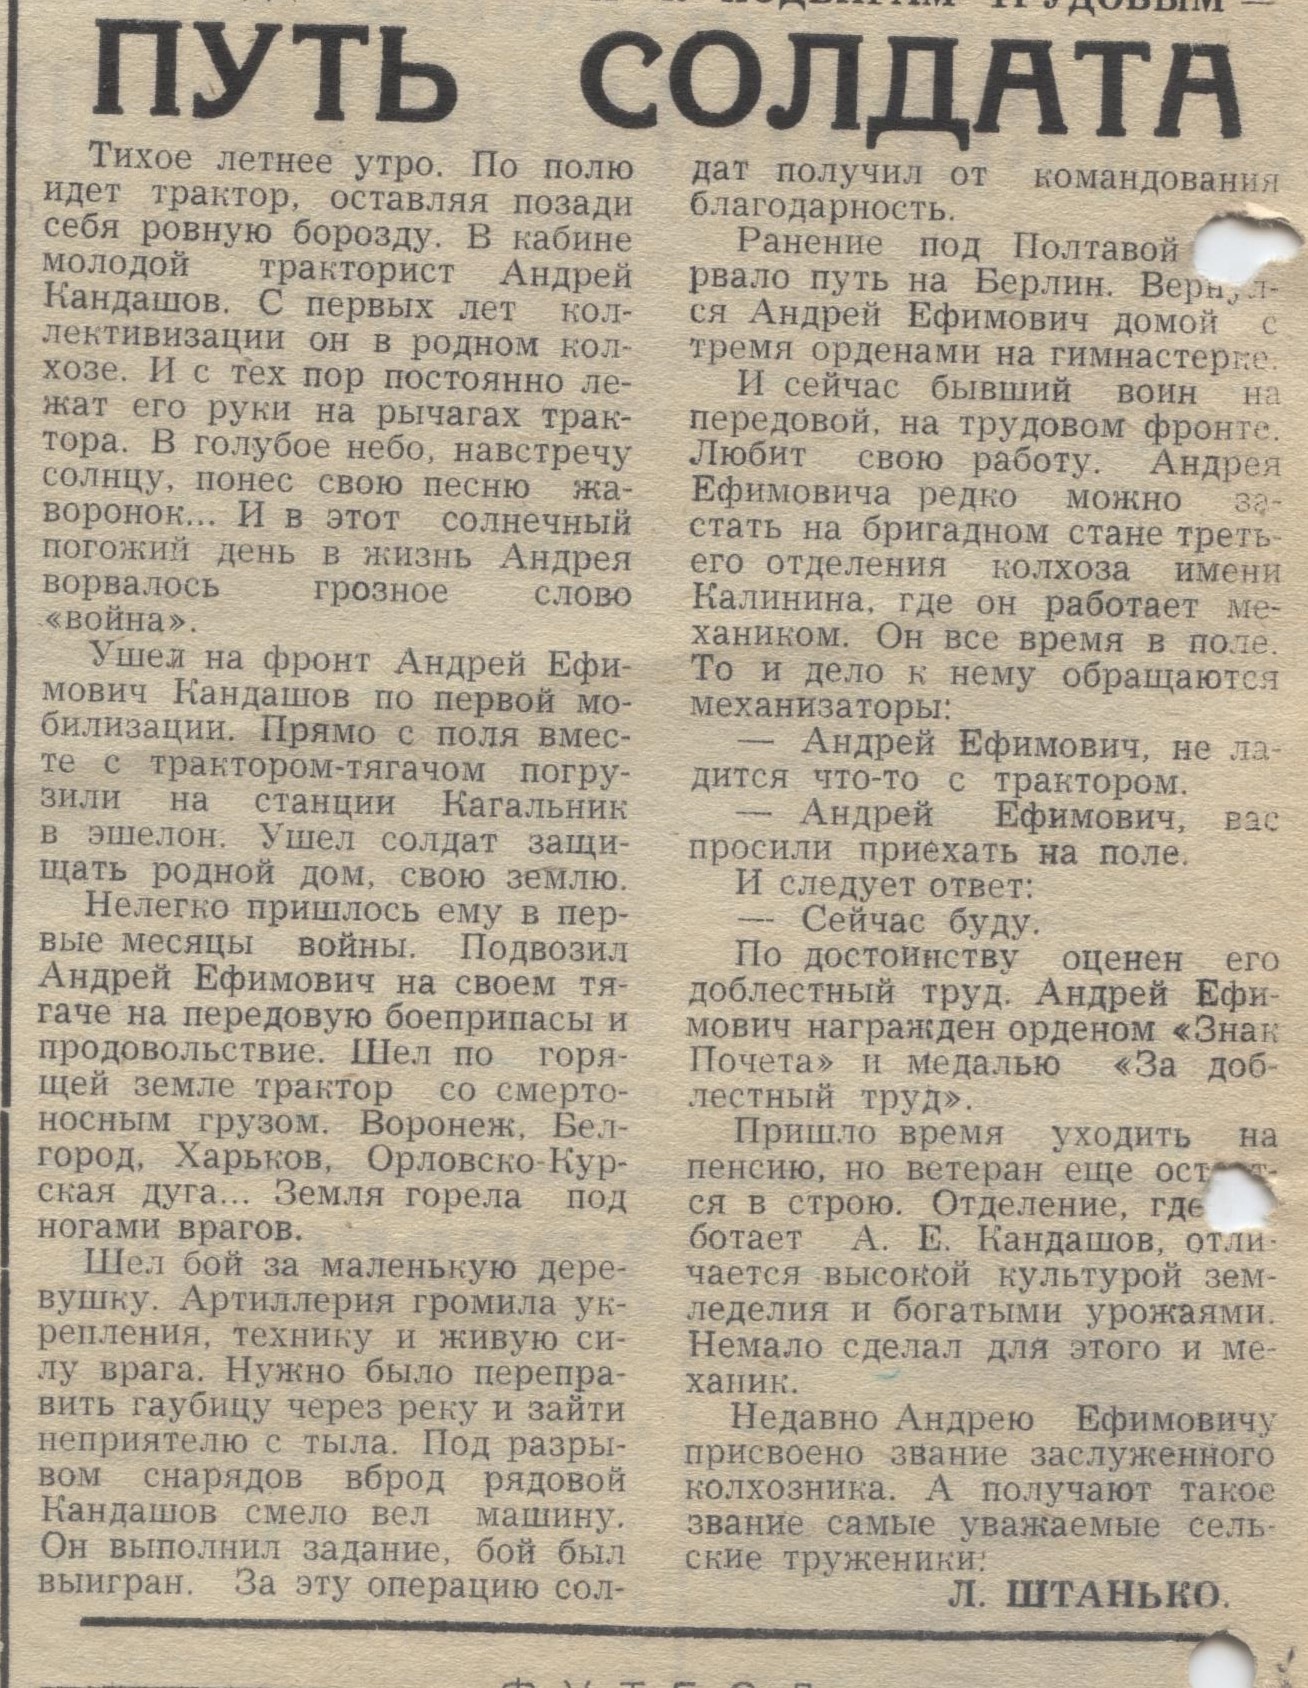 ПОДВИГАМ ТРУДОВЫМ —
ПУТЬ СОЛДАТА
Тихое летнее утро. По полю
идет трактор, оставляя позади
себя ровную борозду. В кабине
молодой тракторист Андрей
Кандашов. С первых лет кол-
лективизации он в родном кол-
хозе. И с тех пор постоянно ле-
жат его руки на рычагах трак-
тора. В голубое небо, навстречу
солнцу, понес свою песню жа-
воронок... И в этот солнечный
погожий день в жизнь Андрея
ворвалось грозное слово
«война».
Ушел на фронт Андрей Ефи-
мович Кандашов по первой мо-
билизации. Прямо с поля вмес-
те с трактором-тягачом погру-
зили на станции Кагальник
в эшелон. Ушел солдат защи-
щать родной дом, свою землю.
Нелегко пришлось ему в пер-
вые месяцы войны. Подвозил
Андрей Ефимович на своем тя-
гаче на передовую боеприпасы и
продовольствие. Шел по горя-
щей земле трактор со смерто-
носным грузом. Воронеж, Бел-
город, Харьков, Орловско-Кур-
ская дуга... Земля горела под
ногами врагов.
Шел бой за маленькую дере-
вушку. Артиллерия громила ук-
репления, технику и живую си-
лу врага. Нужно было перепра-
вить гаубицу через реку и зайти
неприятелю с тыла. Под разры-
вом снарядов вброд рядовой
Кандашов смело вел машину.
Он выполнил задание, бой был
выигран. За эту операцию сол-
дат получил от командования
благодарность.
Ранение под Полтавой
рвало путь на Берлин. Вернул-
ся Андрей Ефимович домой с
тремя орденами на гимнастерке.
И сейчас бывший воин на
передовой, на трудовом фронте.
Любит свою работу. Андрея
Ефимовича редко можно за-
стать на бригадном стане треть-
его отделения колхоза имени
Калинина, где он работает ме-
хаником. Он все время в поле.
То и дело к нему обращаются
механизаторы:
— Андрей Ефимович, не ла-
дится что-то с трактором.
— Андрей Ефимович, вас
просили приехать на поле.
И следует ответ:
— Сейчас буду.
По достоинству оценен его
доблестный труд. Андрей Ефи-
мович награжден орденом «Знак
Почета» и медалью «За доб-
лестный труд».
Пришло время уходить на
пенсию, но ветеран еще остает-
ся в строю. Отделение, где
ботает А. Е. Кандашов, отли-
чается высокой культурой зем-
леделия и богатыми урожаями.
Немало сделал для этого и ме-
ханик.
Недавно Андрею Ефимовичу
присвоено звание заслуженного
колхозника. А получают такое
звание самые уважаемые сель-
ские труженики.
Л. ШТАНЬКО.